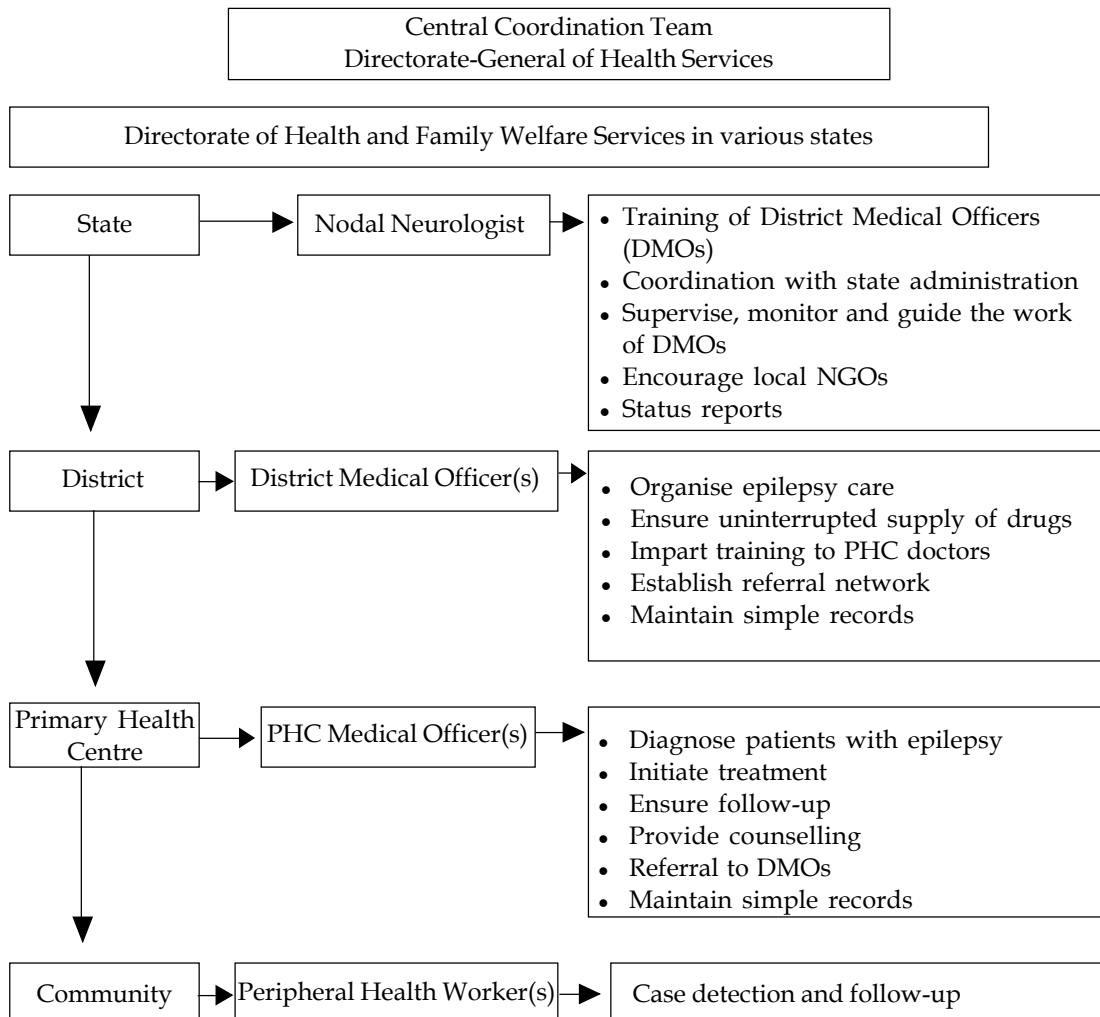 Central Coordination Team
Directorate-General of Health Services
Directorate of Health and Family Welfare Services in various states
State
Nodal Neurologist
• Training of District Medical Officers
(DMOs)
• Coordination with state administration
• Supervise, monitor and guide the work
of DMOs
• Encourage local NGOs
• Status reports
District
District Medical Officer(s)
• Organise epilepsy care
• Ensure uninterrupted supply of drugs
• Impart training to PHC doctors
• Establish referral network
• Maintain simple records
Primary Health
Centre
PHC Medical Officer(s)
• Diagnose patients with epilepsy
• Initiate treatment
• Ensure follow-up
• Provide counselling
• Referral to DMOs
• Maintain simple records
Community
Peripheral Health Worker(s)
Case detection and follow-up